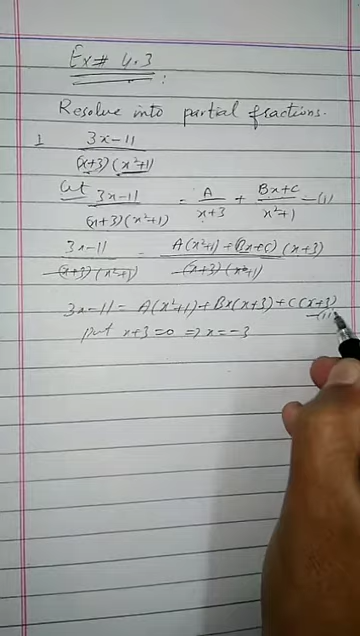 Ex# 4.3
Resolve into partial fractions.
1 3x-11 / (x+3)(x²+1)
Let 3x-11 / (x+3)(x²+1) = A / x+3 + Bx+C / x²+1 —(1)
3x-11 / (x+3)(x²+1) = A(x²+1)+(Bx+C)(x+3) / (x+3)(x²+1)
3x-11 = A(x²+1)+Bx(x+3)+C(x+3)
—(11)
put x+3=0 => x=-3